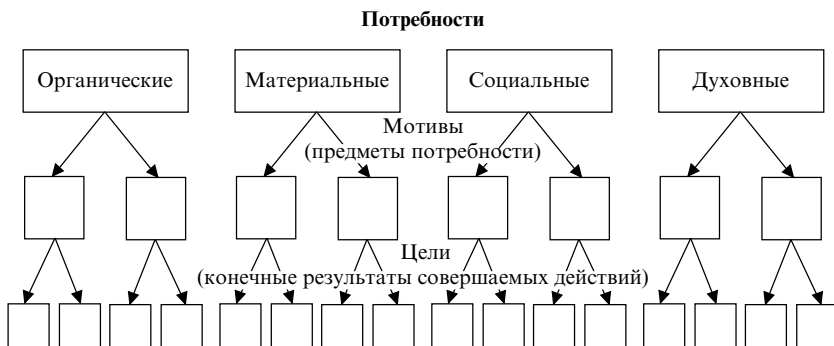 Потребности
Органические
Материальные
Социальные
Духовные
Мотивы
(предметы потребности)
Цели
(конечные результаты совершаемых действий)